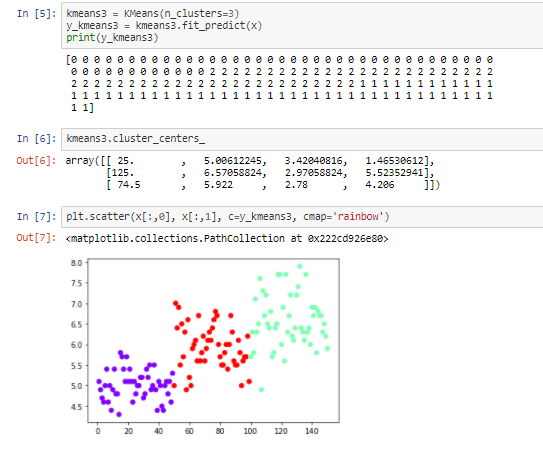 In [5]: kmeans3 = KMeans(n_clusters=3)
y_kmeans3 = kmeans3.fit_predict(x)
print(y_kmeans3)
[0 0 0 0 0 0 0 0 0 0 0 0 0 0 0 0 0 0 0 0 0 0 0 0 0 0 0 0 0 0 0 0 0 0 0 0 0
0 0 0 0 0 0 0 0 0 0 0 0 2 2 2 2 2 2 2 2 2 2 2 2 2 2 2 2 2 2 2 2 2 2 2 2 2
2 2 2 2 2 2 2 2 2 2 2 2 2 2 2 2 2 2 2 2 2 2 2 2 2 1 1 1 1 1 1 1 1 1 1 1 1
1 1 1 1 1 1 1 1 1 1 1 1 1 1 1 1 1 1 1 1 1 1 1 1 1 1 1 1 1 1 1 1 1 1 1 1 1
1 1]
In [6]: kmeans3.cluster_centers_
Out[6]: array([[ 25. , 5.00612245, 3.42040816, 1.46530612],
[125. , 6.57058824, 2.97058824, 5.52352941],
[ 74.5 , 5.922 , 2.78 , 4.206 ]])
In [7]: plt.scatter(x[:,0], x[:,1], c=y_kmeans3, cmap='rainbow')
Out[7]: <matplotlib.collections.PathCollection at 0x222cd926e80>
8.0
7.5
7.0
6.5
6.0
5.5
5.0
4.5
0 20 40 60 80 100 120 140